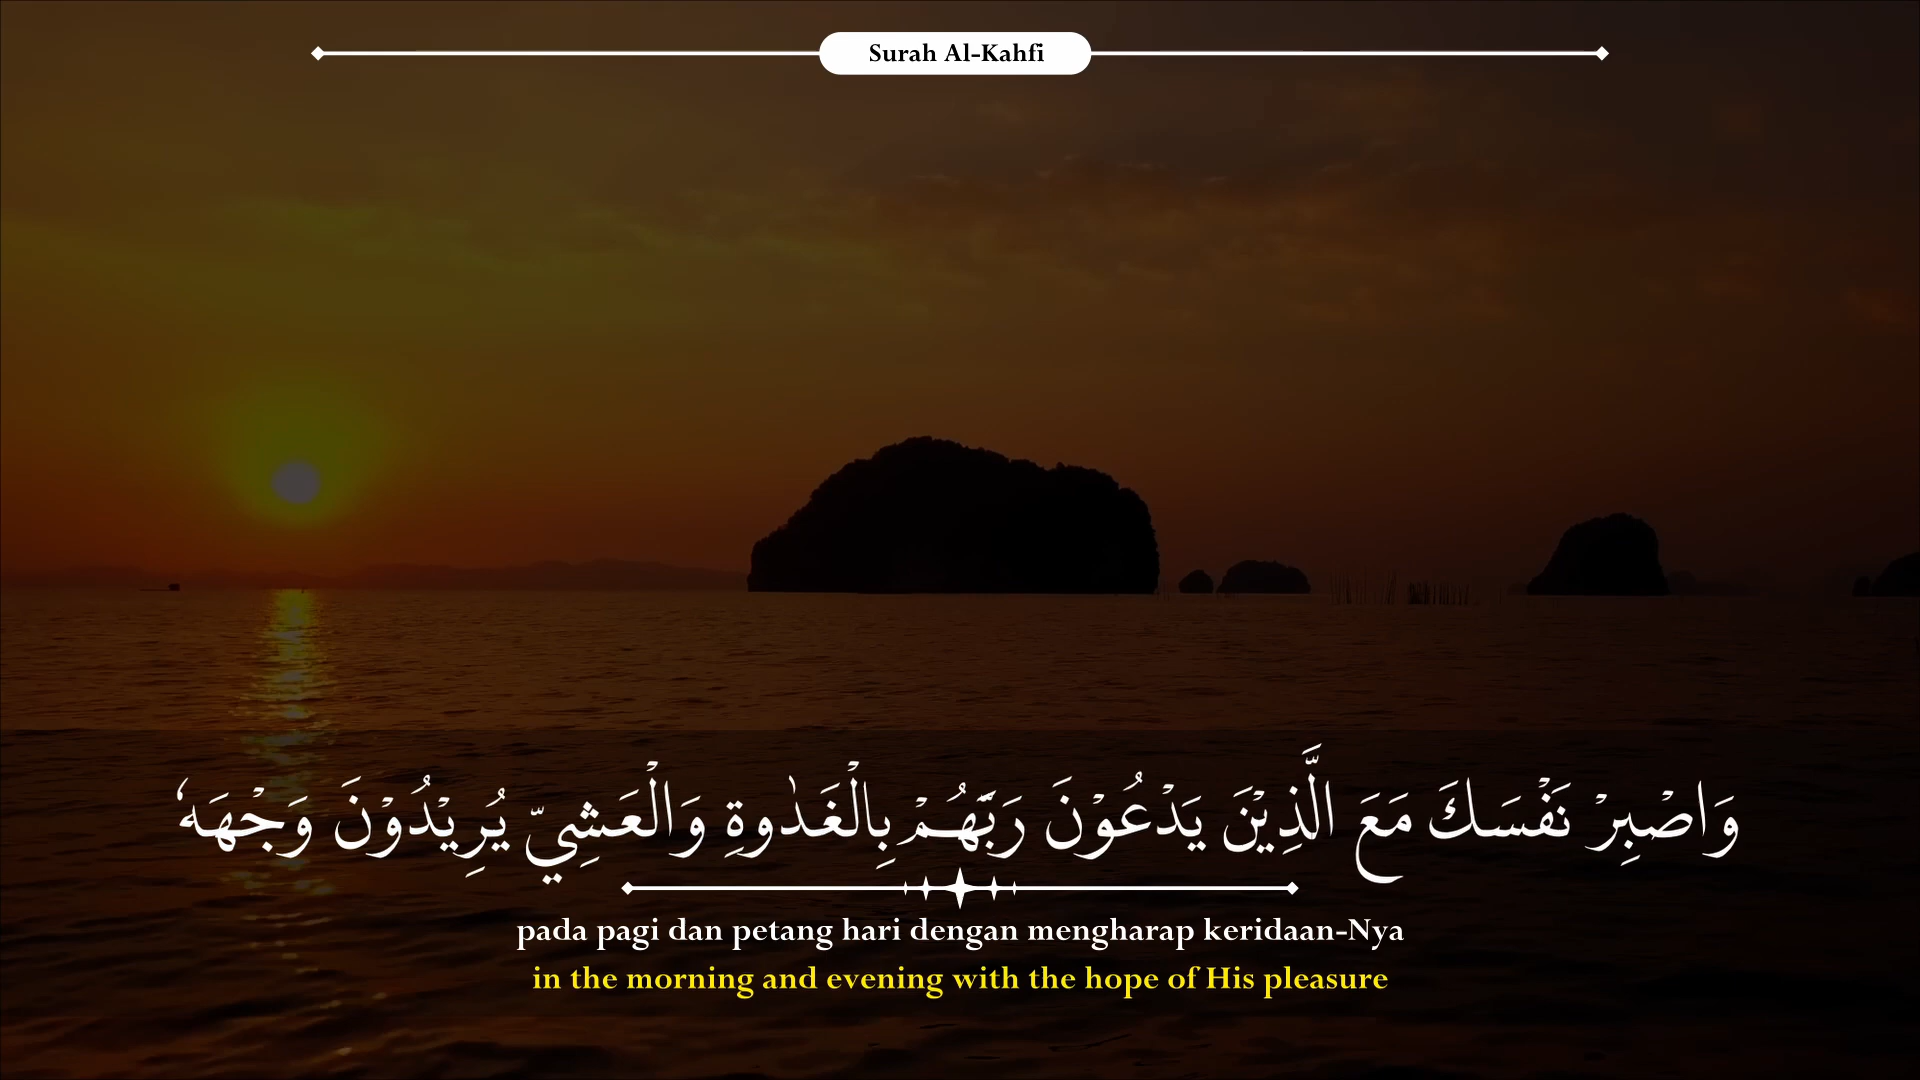 Surah Al-Kahfi
وَاصْبِرْ نَفْسَكَ مَعَ الَّذِيْنَ يَدْعُوْنَ رَبَّهُمْ بِالْغَدٰوةِ وَالْعَشِيِّ يُرِيْدُوْنَ وَجْهَهٗ
pada pagi dan petang hari dengan mengharap keridaan-Nya
in the morning and evening with the hope of His pleasure